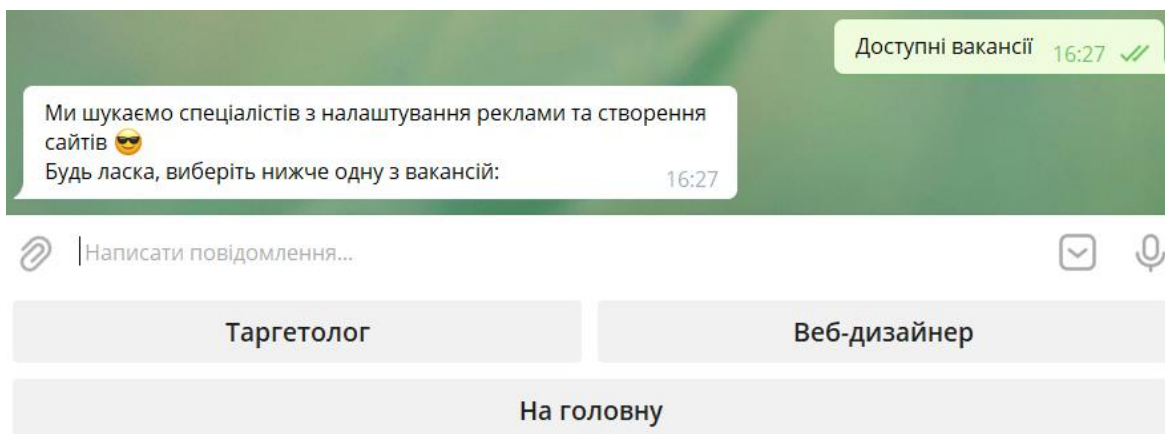 Доступні вакансії 16:27
Ми шукаємо спеціалістів з налаштування реклами та створення
сайтів 😎
Будь ласка, виберіть нижче одну з вакансій: 16:27
Написати повідомлення...
Таргетолог Веб-дизайнер
На головну